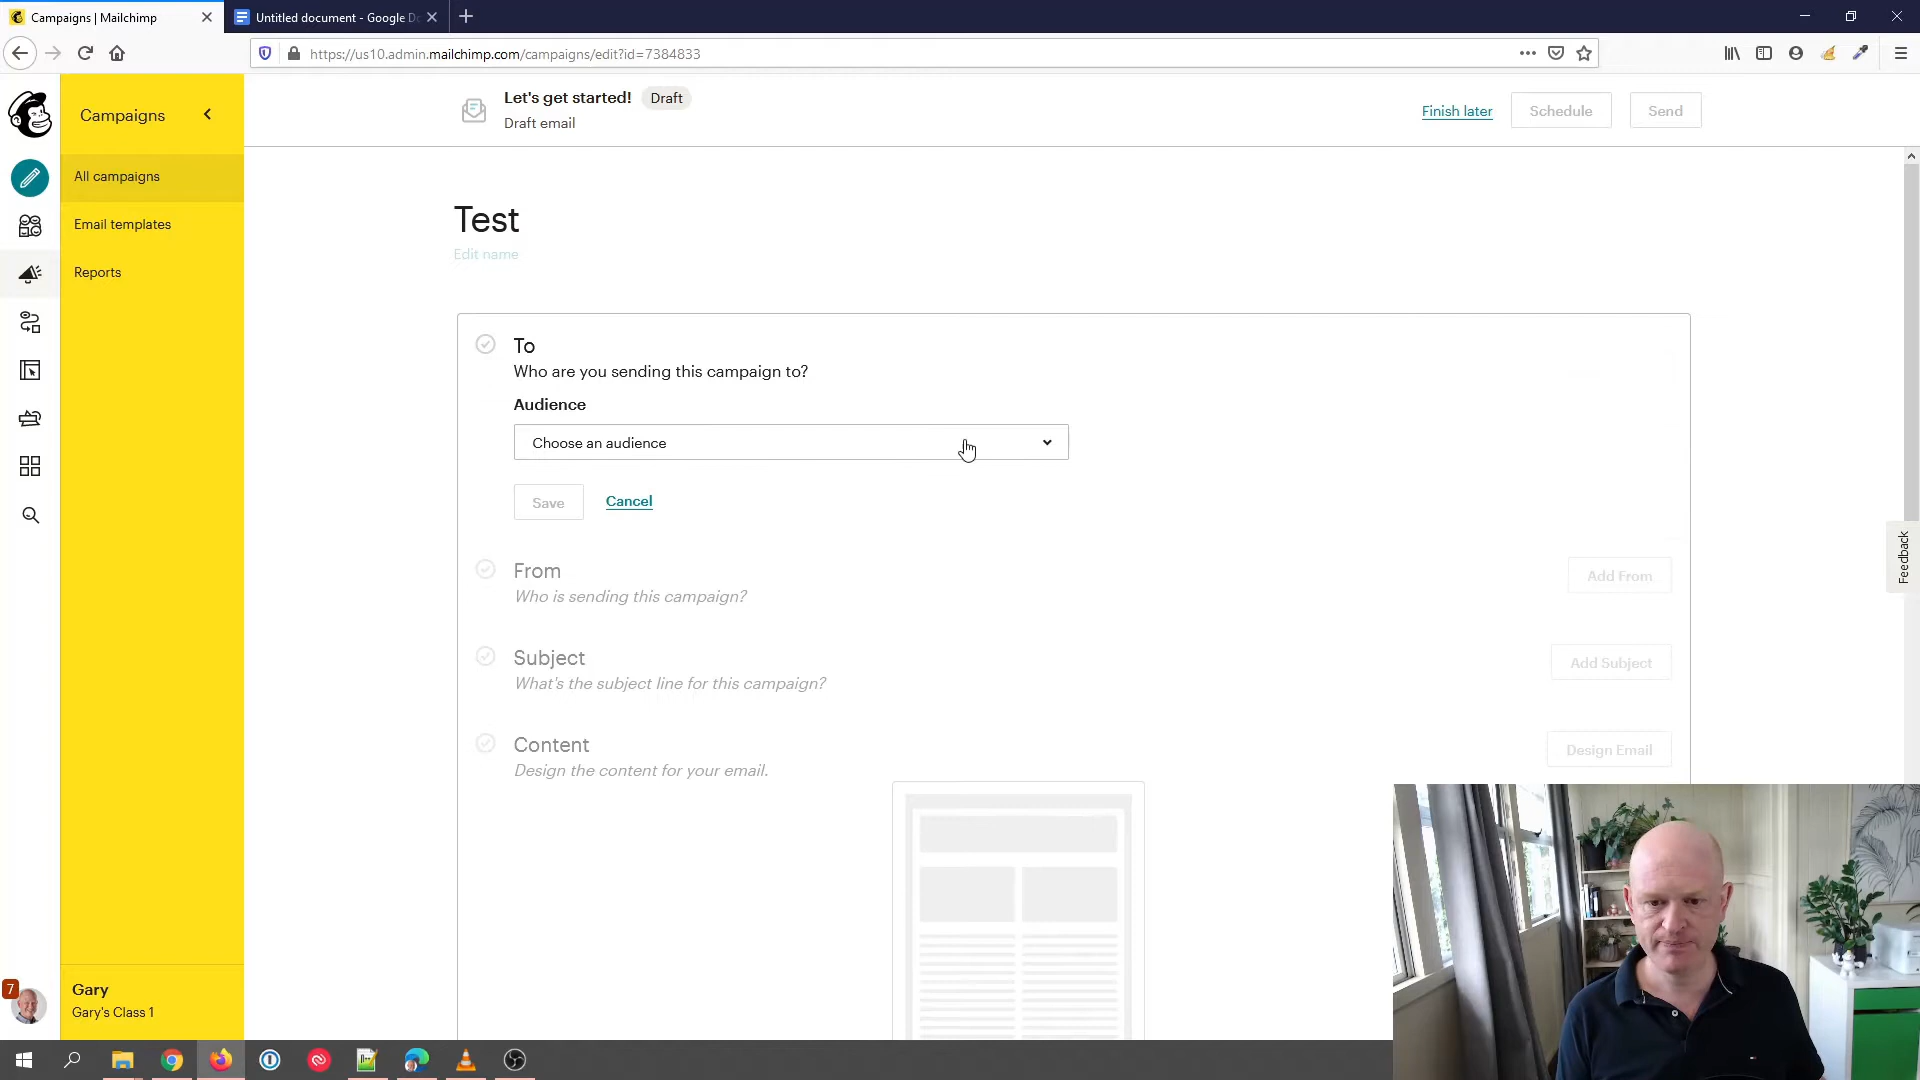 Campaigns | Mailchimp
Untitled document - Google Do
https://us10.admin.mailchimp.com/campaigns/edit?id=7384833
Campaigns
Let's get started!
Draft
Draft email
Finish later
Schedule
Send
All campaigns
Email templates
Reports
Test
Edit name
To
Who are you sending this campaign to?
Audience
Choose an audience
Save
Cancel
From
Who is sending this campaign?
Add From
Feedback
Subject
What's the subject line for this campaign?
Add Subject
Content
Design the content for your email.
Design Email
7
Gary
Gary's Class 1